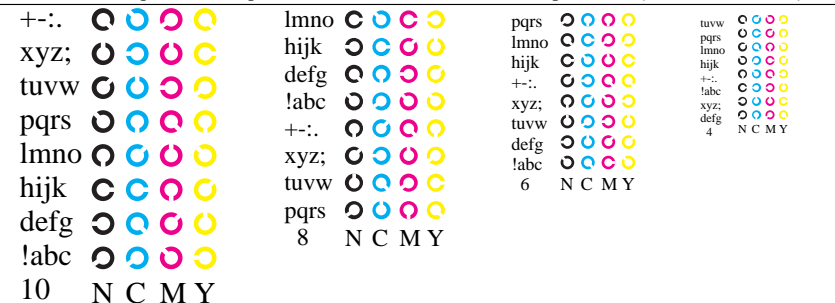 +-:.
xyz;
tuvw
pqrs
lmno
hijk
defg
!abc
10 N C M Y
lmno
hijk
defg
!abc
+-:.
xyz;
tuvw
pqrs
8 N C M Y
pqrs
lmno
hijk
+-:.
xyz;
tuvw
defg
!abc
6 N C M Y
tuvw
pqrs
lmno
hijk
+-:.
!abc
xyz;
defg
4 N C M Y